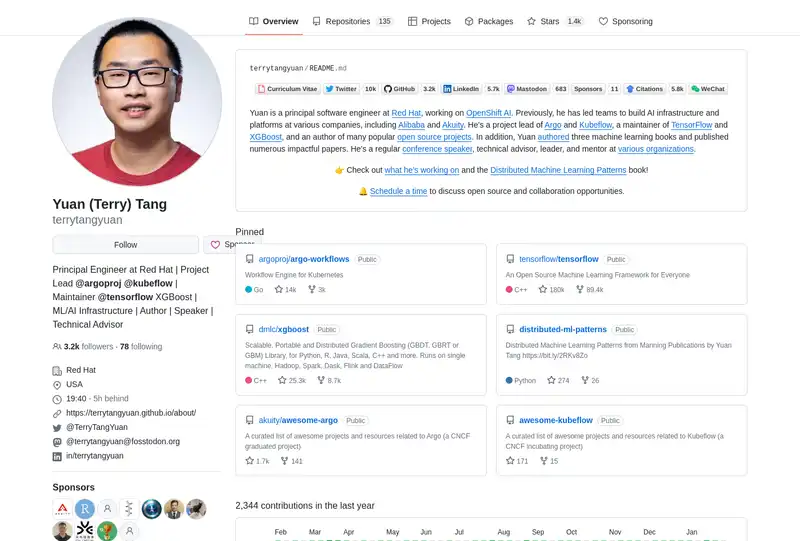 Overview
Repositories 135
Projects
Packages
Stars 1.4k
Sponsoring
terrytangyuan/README.md
Curriculum Vitae
Twitter 10k
GitHub 3.2k
LinkedIn 5.7k
Mastodon 683
Sponsors 11
Citations 5.8k
WeChat
Yuan is a principal software engineer at Red Hat, working on OpenShift AI. Previously, he has led teams to build AI infrastructure and
platforms at various companies, including Alibaba and Akuity. He's a project lead of Argo and Kubeflow, a maintainer of TensorFlow and
XGBoost, and an author of many popular open source projects. In addition, Yuan authored three machine learning books and published
numerous impactful papers. He's a regular conference speaker, technical advisor, leader, and mentor at various organizations.
👉 Check out what he's working on and the Distributed Machine Learning Patterns book!
🔔 Schedule a time to discuss open source and collaboration opportunities.
Yuan (Terry) Tang
terrytangyuan
Follow
Sponsor
Principal Engineer at Red Hat | Project
Lead @argoproj @kubeflow |
Maintainer @tensorflow XGBoost |
ML/AI Infrastructure | Author | Speaker |
Technical Advisor
3.2k followers · 78 following
Red Hat
USA
19:40 - 5h behind
https://terrytangyuan.github.io/about/
@TerryTangYuan
@terrytangyuan@fosstodon.org
in/terrytangyuan
Sponsors
Pinned
argoproj/argo-workflows Public
Workflow Engine for Kubernetes
Go 14k 3k
tensorflow/tensorflow Public
An Open Source Machine Learning Framework for Everyone
C++ 180k 89.4k
dmlc/xgboost Public
Scalable, Portable and Distributed Gradient Boosting (GBDT, GBRT or
GBM) Library, for Python, R, Java, Scala, C++ and more. Runs on single
machine, Hadoop, Spark, Dask, Flink and DataFlow
C++ 25.3k 8.7k
distributed-ml-patterns Public
Distributed Machine Learning Patterns from Manning Publications by Yuan
Tang https://bit.ly/2RKv8Zo
Python 274 26
akuity/awesome-argo Public
A curated list of awesome projects and resources related to Argo (a CNCF
graduated project)
1.7k 141
awesome-kubeflow Public
A curated list of awesome projects and resources related to Kubeflow (a
CNCF incubating project)
171 15
2,344 contributions in the last year
Feb Mar Apr May Jun Jul Aug Sep Oct Nov Dec Jan